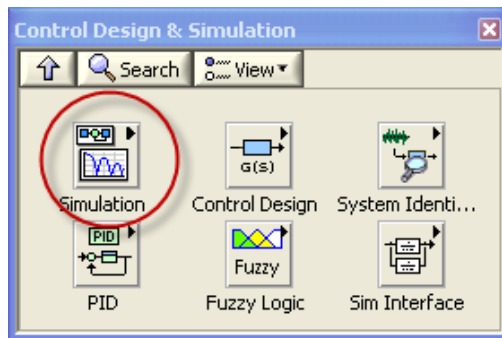 Control Design & Simulation
Search View
G(s)
Simulation Control Design System Identi...
PID
Fuzzy
PID Fuzzy Logic Sim Interface